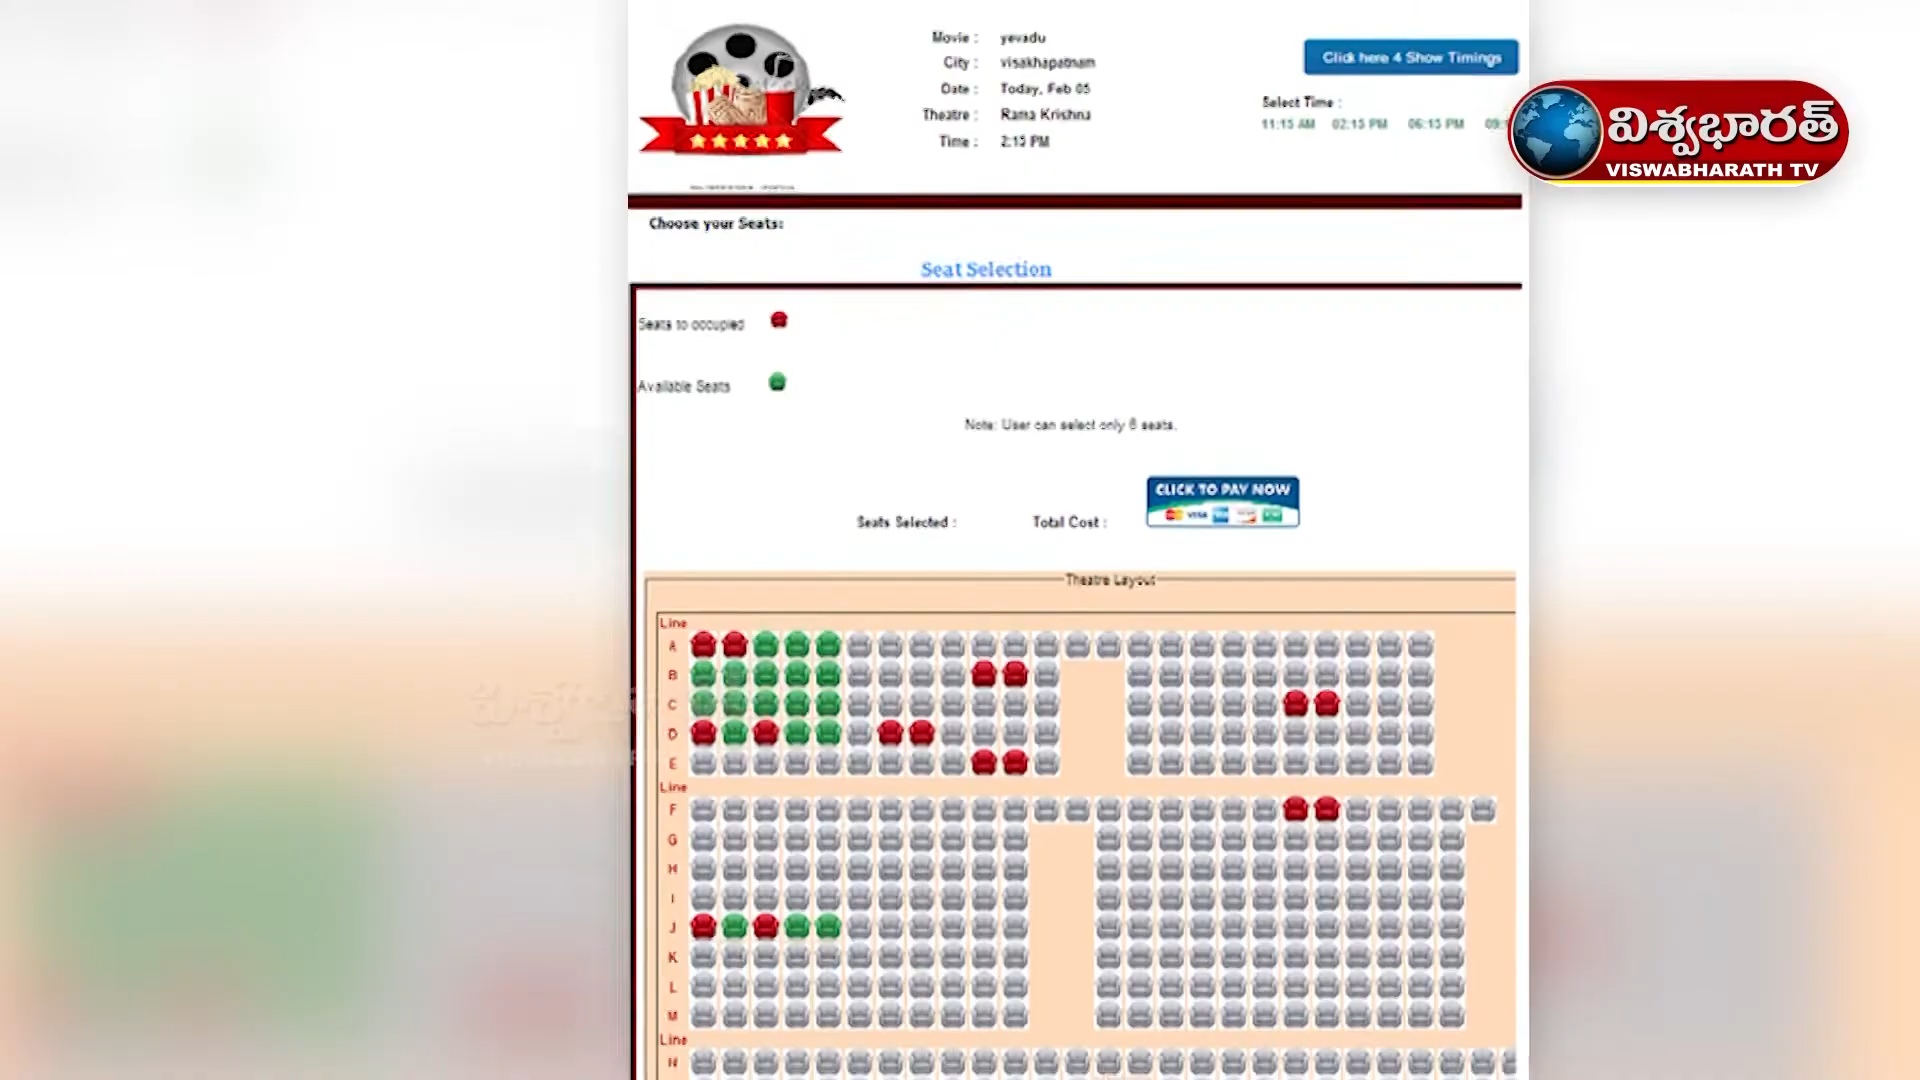 Movie : yevadu
City : visakhapatnam
Date : Today, Feb 05
Theatre : Rama Krishna
Time : 2:15 PM
Click here 4 Show Timings
Select Time :
11:15 AM 02:15 PM 06:15 PM
విశ్వభారత్
VISWABHARATH TV
Choose your Seats:
Seat Selection
Seats to occupied
Available Seats
Note: User can select only 6 seats.
CLICK TO PAY NOW
VISA
Seats Selected :
Total Cost :
Theatre Layout
Line
A
B
C
D
E
Line
F
G
H
I
J
K
L
M
Line
N